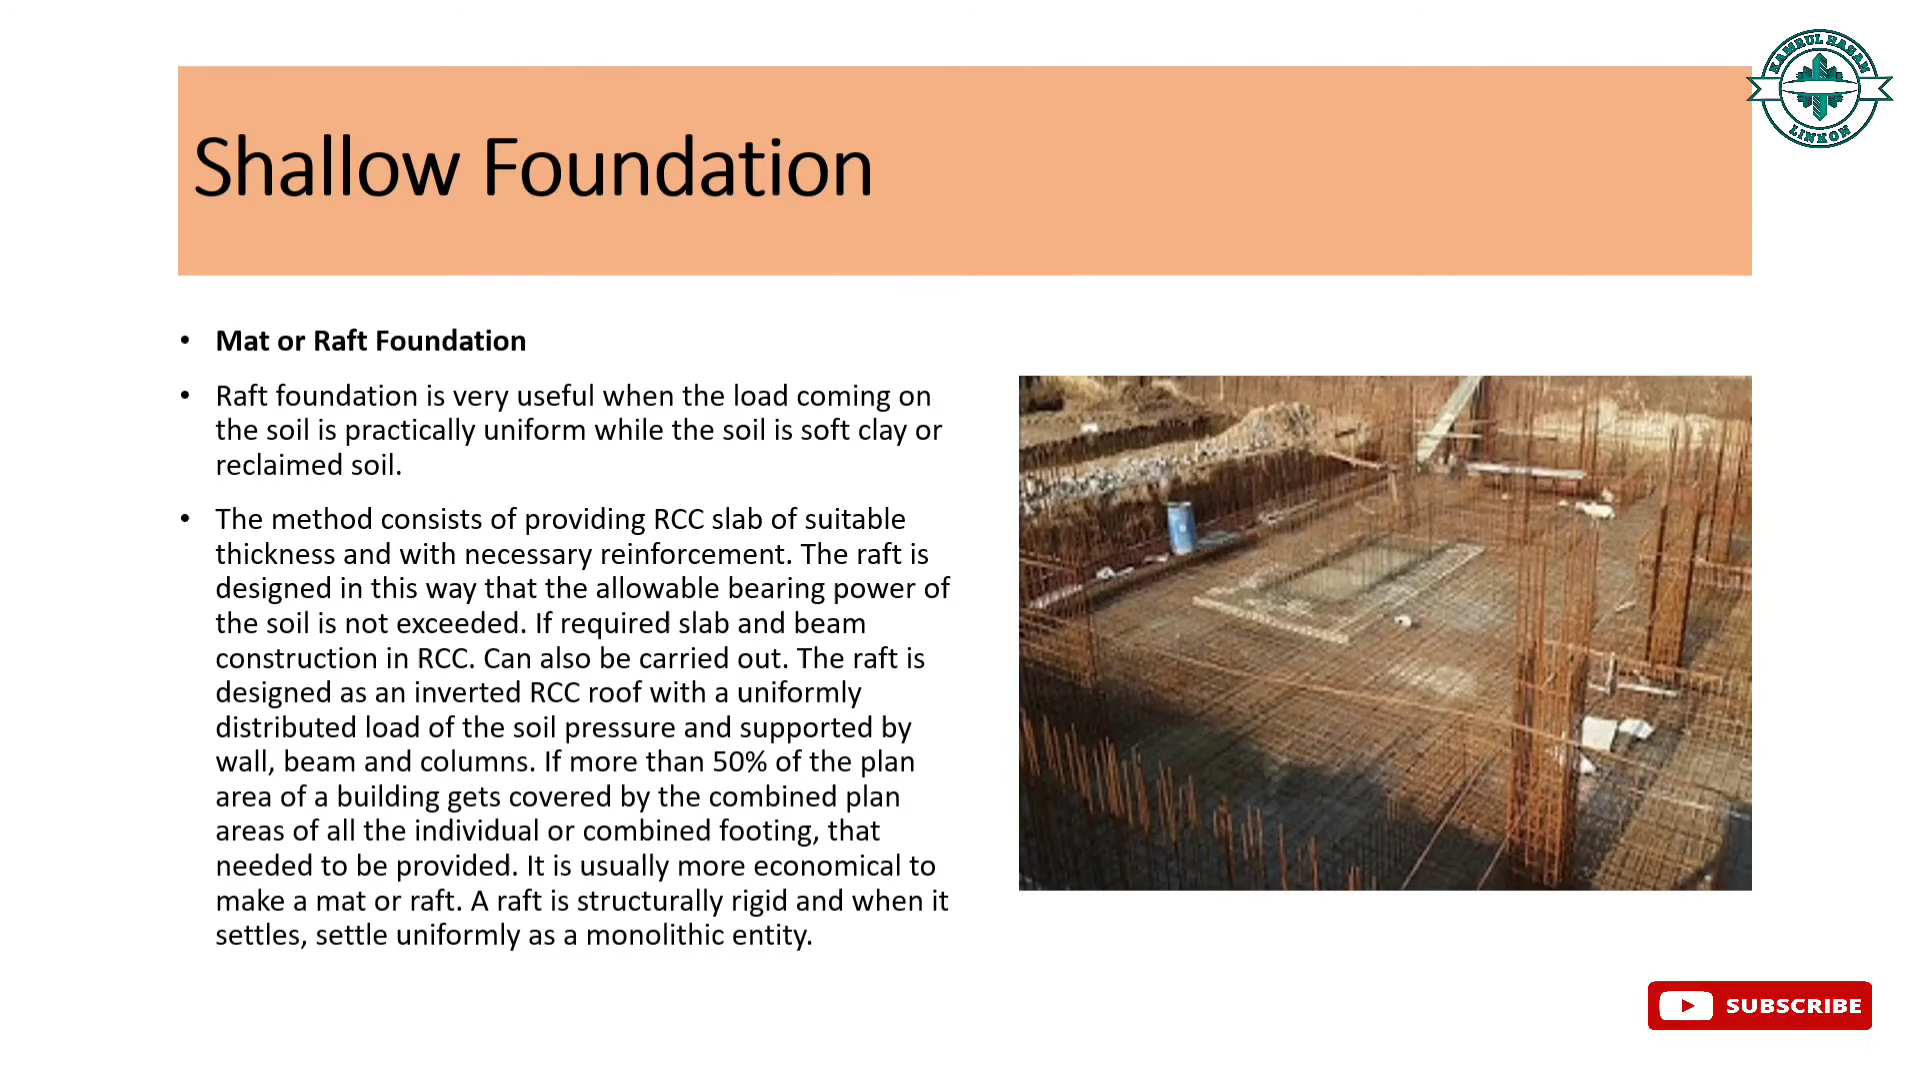 KAMRUL HASAN
LINKON
Shallow Foundation
• Mat or Raft Foundation
• Raft foundation is very useful when the load coming on
the soil is practically uniform while the soil is soft clay or
reclaimed soil.
• The method consists of providing RCC slab of suitable
thickness and with necessary reinforcement. The raft is
designed in this way that the allowable bearing power of
the soil is not exceeded. If required slab and beam
construction in RCC. Can also be carried out. The raft is
designed as an inverted RCC roof with a uniformly
distributed load of the soil pressure and supported by
wall, beam and columns. If more than 50% of the plan
area of a building gets covered by the combined plan
areas of all the individual or combined footing, that
needed to be provided. It is usually more economical to
make a mat or raft. A raft is structurally rigid and when it
settles, settle uniformly as a monolithic entity.
SUBSCRIBE